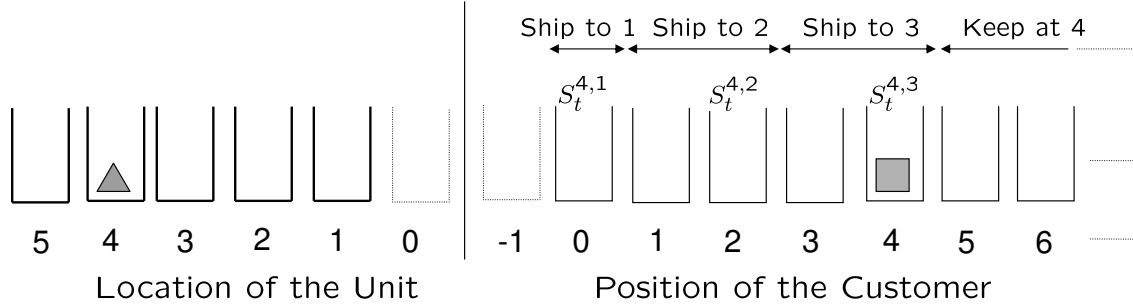 Ship to 1 Ship to 2 Ship to 3 Keep at 4
S_t^{4,1} S_t^{4,2} S_t^{4,3}
5 4 3 2 1 0 -1 0 1 2 3 4 5 6
Location of the Unit Position of the Customer